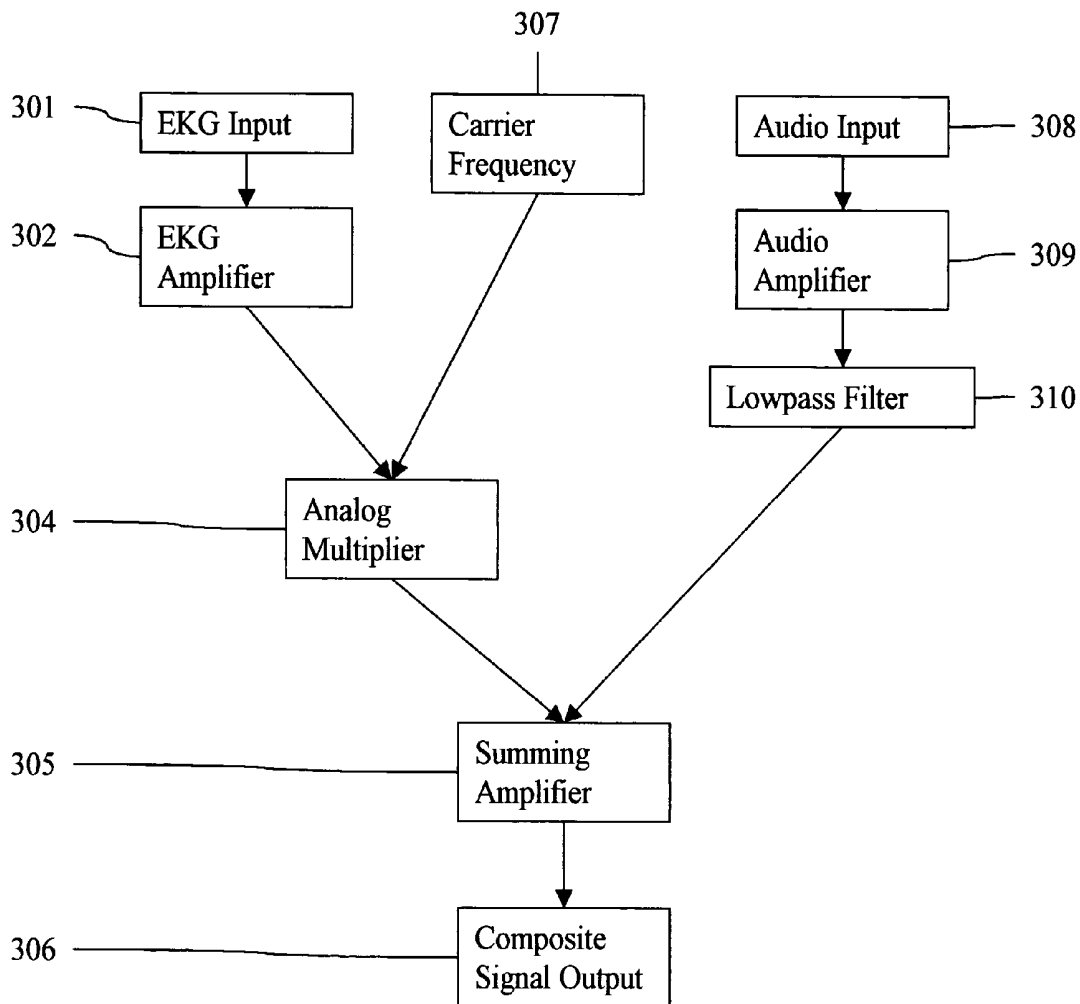 307
301
EKG Input
Carrier
Frequency
Audio Input
308
302
EKG
Amplifier
Audio
Amplifier
309
Lowpass Filter
310
304
Analog
Multiplier
305
Summing
Amplifier
306
Composite
Signal Output